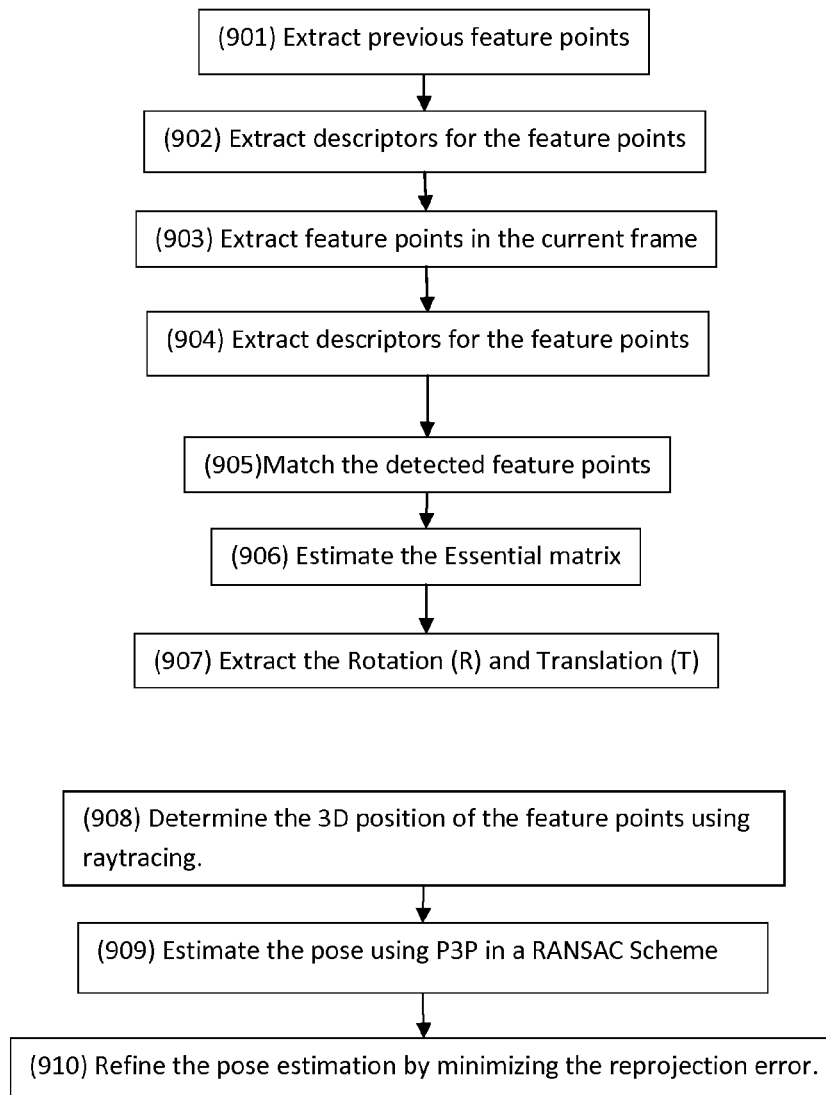 (901) Extract previous feature points
(902) Extract descriptors for the feature points
(903) Extract feature points in the current frame
(904) Extract descriptors for the feature points
(905)Match the detected feature points
(906) Estimate the Essential matrix
(907) Extract the Rotation (R) and Translation (T)
(908) Determine the 3D position of the feature points using
raytracing.
(909) Estimate the pose using P3P in a RANSAC Scheme
(910) Refine the pose estimation by minimizing the reprojection error.